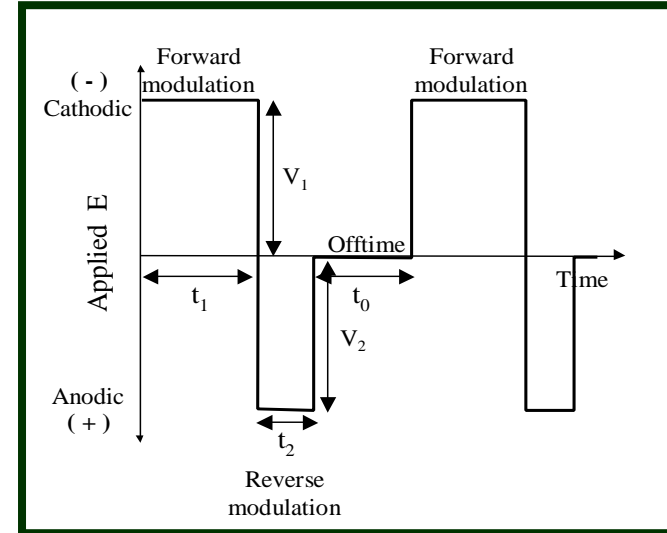 Forward
modulation
Forward
modulation
( - )
Cathodic
V1
Applied E
Offtime
Time
t1
t0
V2
Anodic
( + )
t2
Reverse
modulation